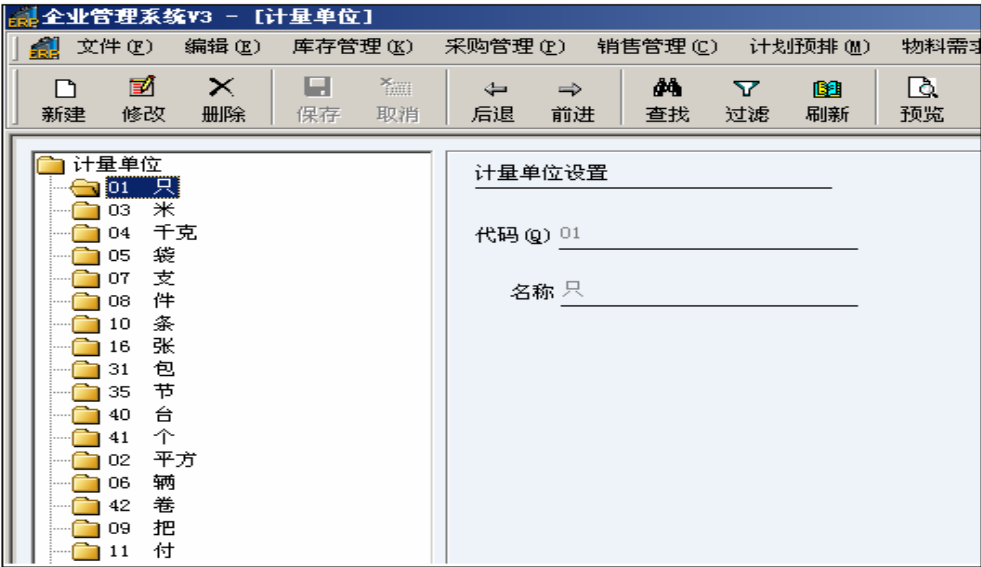 企业管理系统V3 - [计量单位]
文件(F) 编辑(E) 库存管理(K) 采购管理(P) 销售管理(C) 计划预排(M) 物料需求
新建 修改 删除 保存 取消 后退 前进 查找 过滤 刷新 预览
计量单位
01 只
03 米
04 千克
05 袋
07 支
08 件
10 条
16 张
31 包
35 节
40 台
41 个
02 平方
06 辆
42 卷
09 把
11 付
计量单位设置
代码(Q) 01
名称 只